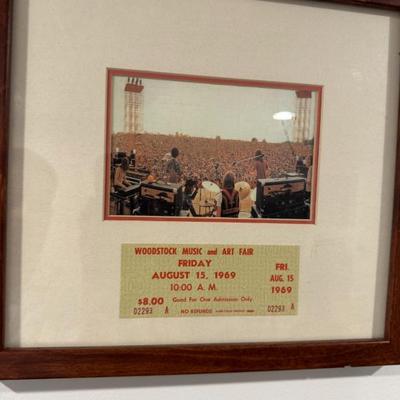 WOODSTOCK MUSIC and ART FAIR
FRIDAY
AUGUST 15, 1969
10:00 A. M.
$8.00 Good For One Admission Only
02293 A NO REFUNDS
FRI.
AUG. 15
1969
02293 A